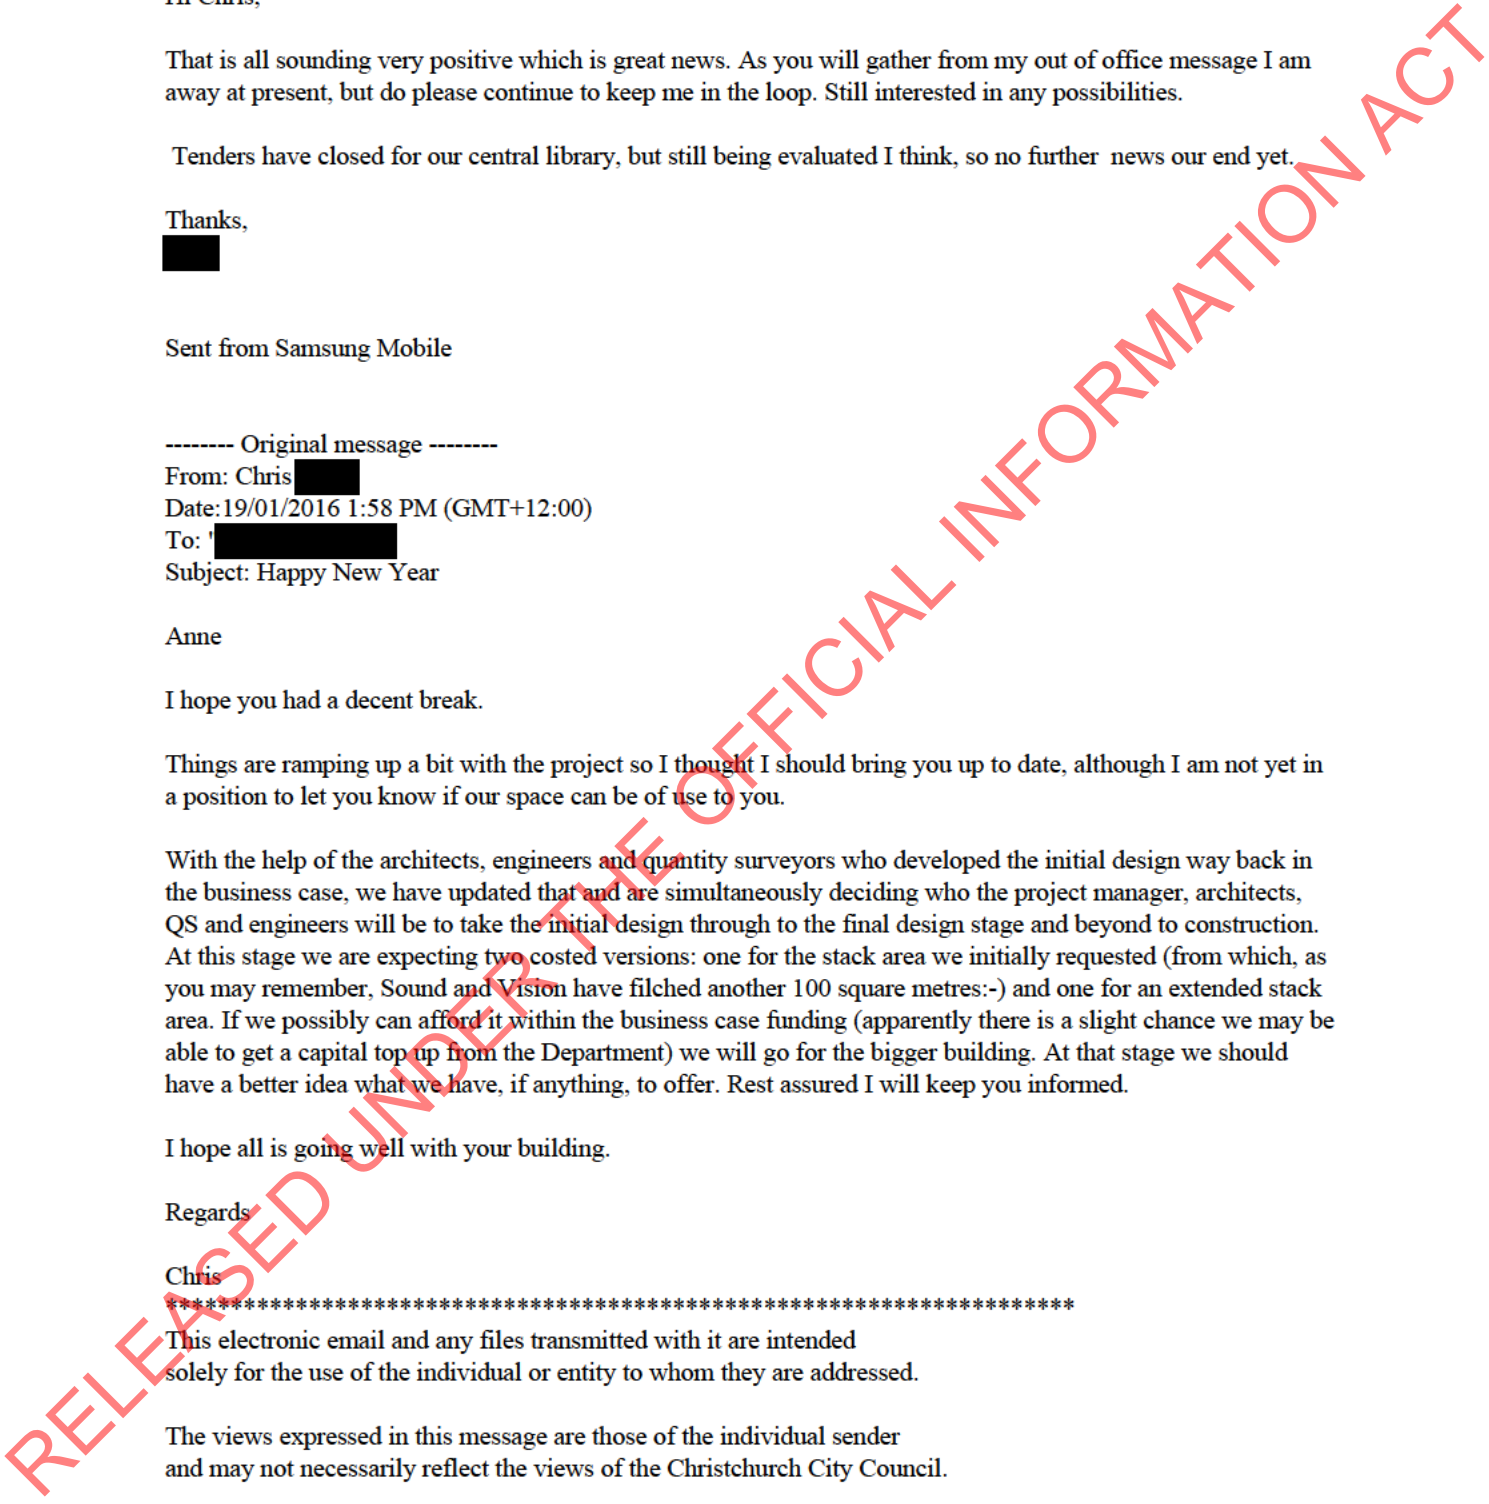 Hi Chris,
That is all sounding very positive which is great news. As you will gather from my out of office message I am
away at present, but do please continue to keep me in the loop. Still interested in any possibilities.
Tenders have closed for our central library, but still being evaluated I think, so no further  news our end yet.
Thanks,
Sent from Samsung Mobile
-------- Original message --------
From: Chris
Date:19/01/2016 1:58 PM (GMT+12:00)
To: '
Subject: Happy New Year
Anne
I hope you had a decent break.
Things are ramping up a bit with the project so I thought I should bring you up to date, although I am not yet in
a position to let you know if our space can be of use to you.
With the help of the architects, engineers and quantity surveyors who developed the initial design way back in
the business case, we have updated that and are simultaneously deciding who the project manager, architects,
QS and engineers will be to take the initial design through to the final design stage and beyond to construction.
At this stage we are expecting two costed versions: one for the stack area we initially requested (from which, as
you may remember, Sound and Vision have filched another 100 square metres:-) and one for an extended stack
area. If we possibly can afford it within the business case funding (apparently there is a slight chance we may be
able to get a capital top up from the Department) we will go for the bigger building. At that stage we should
have a better idea what we have, if anything, to offer. Rest assured I will keep you informed.
I hope all is going well with your building.
Regards
Chris
**********************************************************************
This electronic email and any files transmitted with it are intended
solely for the use of the individual or entity to whom they are addressed.
The views expressed in this message are those of the individual sender
and may not necessarily reflect the views of the Christchurch City Council.
RELEASED UNDER THE OFFICIAL INFORMATION ACT